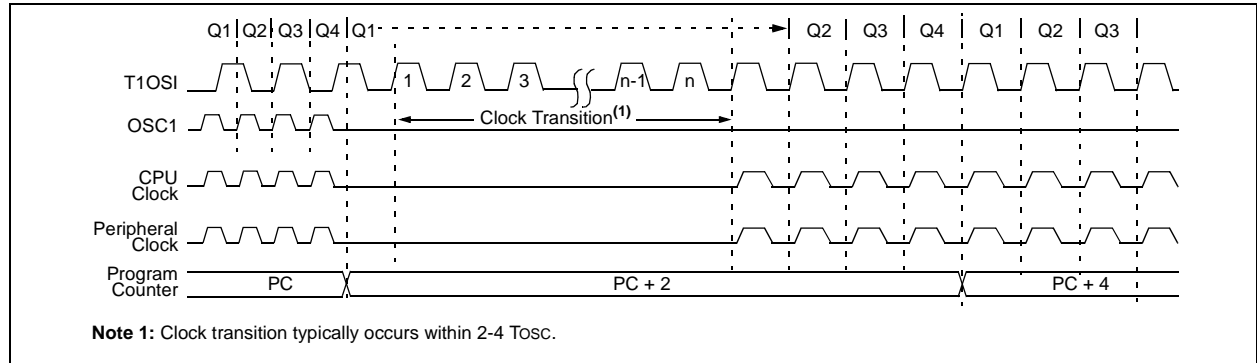 Q1 Q2 Q3 Q4 Q1 Q2 Q3 Q4 Q1 Q2 Q3
T1OSI 1 2 3 n-1 n
Clock Transition(1)
OSC1
CPU
Clock
Peripheral
Clock
Program
Counter
PC PC + 2 PC + 4
Note 1: Clock transition typically occurs within 2-4 TOSC.